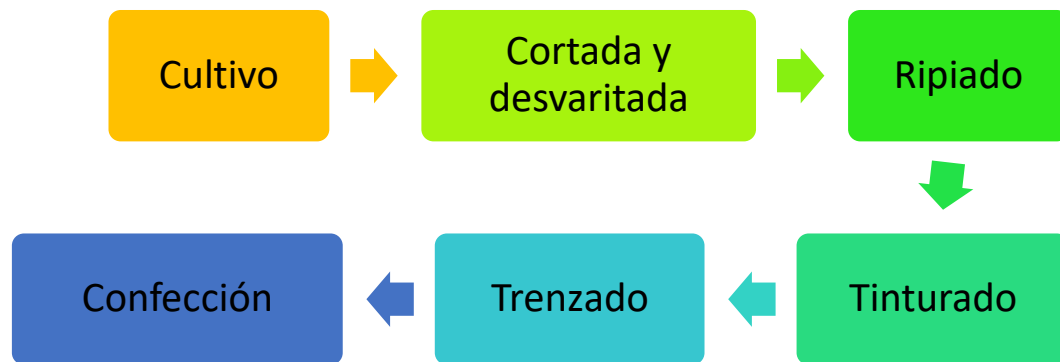 Cultivo
Cortada y
desvaritada
Ripiado
Tinturado
Trenzado
Confección